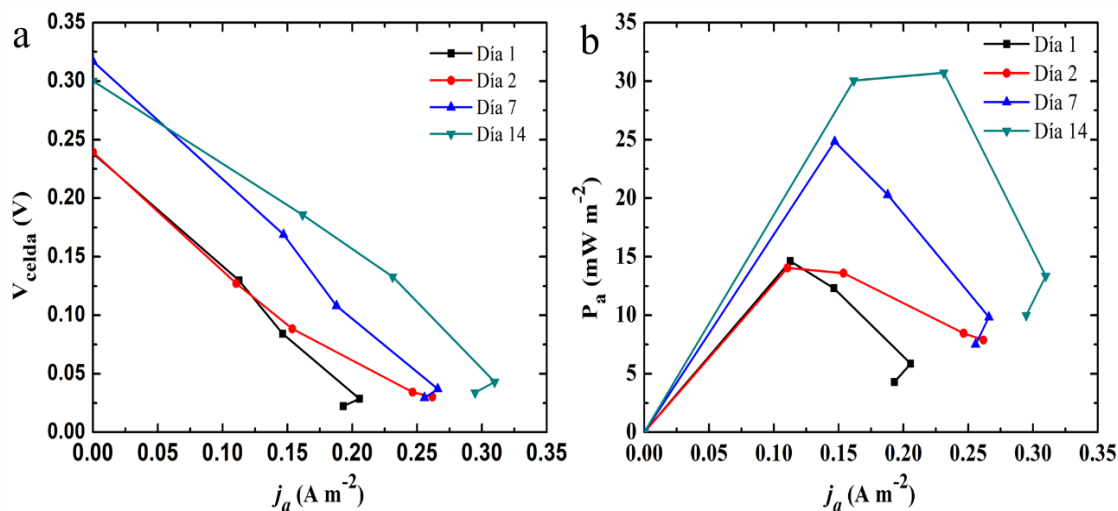 a
0.35
0.30
0.25
0.20
0.15
0.10
0.05
0.00
V_celda (V)
Día 1
Día 2
Día 7
Día 14
0.00 0.05 0.10 0.15 0.20 0.25 0.30 0.35
j_a (A m⁻²)
b
35
30
25
20
15
10
5
0
P_a (mW m⁻²)
Día 1
Día 2
Día 7
Día 14
0.00 0.05 0.10 0.15 0.20 0.25 0.30 0.35
j_a (A m⁻²)